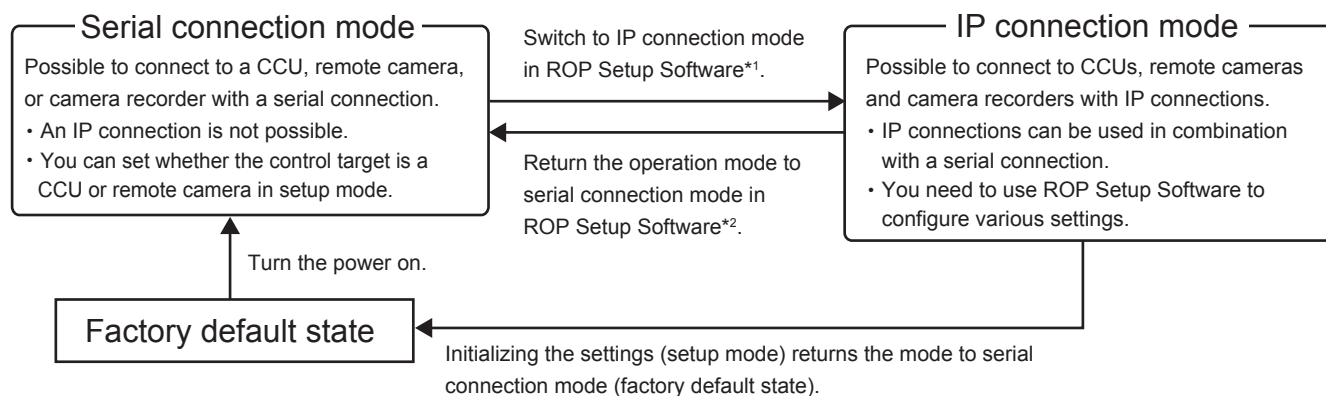 Serial connection mode
Possible to connect to a CCU, remote camera,
or camera recorder with a serial connection.
・An IP connection is not possible.
・You can set whether the control target is a
CCU or remote camera in setup mode.
Switch to IP connection mode
in ROP Setup Software*1.
Return the operation mode to
serial connection mode in
ROP Setup Software*2.
IP connection mode
Possible to connect to CCUs, remote cameras
and camera recorders with IP connections.
・IP connections can be used in combination
with a serial connection.
・You need to use ROP Setup Software to
configure various settings.
Turn the power on.
Factory default state
Initializing the settings (setup mode) returns the mode to serial
connection mode (factory default state).